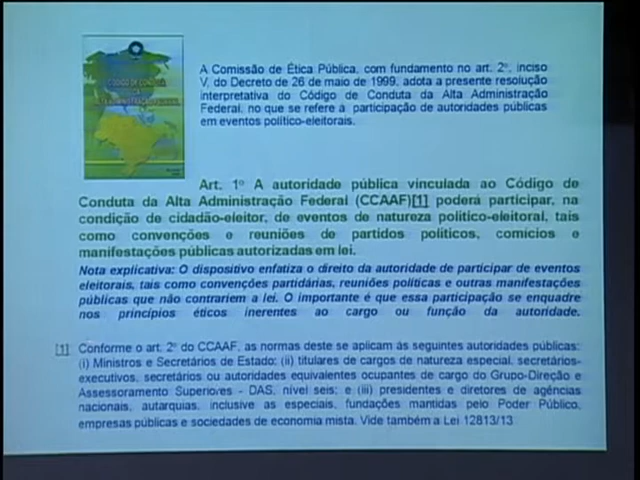 CÓDIGO DE CONDUTA
DA
ALTA ADMINISTRAÇÃO FEDERAL
A Comissão de Ética Pública, com fundamento no art. 2º, inciso
V, do Decreto de 26 de maio de 1999, adota a presente resolução
interpretativa do Código de Conduta da Alta Administração
Federal, no que se refere à participação de autoridades públicas
em eventos político-eleitorais.
Art. 1º A autoridade pública vinculada ao Código de
Conduta da Alta Administração Federal (CCAAF)[1] poderá participar, na
condição de cidadão-eleitor, de eventos de natureza político-eleitoral, tais
como convenções e reuniões de partidos políticos, comícios e
manifestações públicas autorizadas em lei.
Nota explicativa: O dispositivo enfatiza o direito da autoridade de participar de eventos
eleitorais, tais como convenções partidárias, reuniões políticas e outras manifestações
públicas que não contrariem a lei. O importante é que essa participação se enquadre
nos princípios éticos inerentes ao cargo ou função da autoridade.
[1] Conforme o art. 2º do CCAAF, as normas deste se aplicam às seguintes autoridades públicas:
(i) Ministros e Secretários de Estado; (ii) titulares de cargos de natureza especial, secretários-
executivos, secretários ou autoridades equivalentes ocupantes de cargo do Grupo-Direção e
Assessoramento Superiores - DAS, nível seis; e (iii) presidentes e diretores de agências
nacionais, autarquias, inclusive as especiais, fundações mantidas pelo Poder Público,
empresas públicas e sociedades de economia mista. Vide também a Lei 12813/13